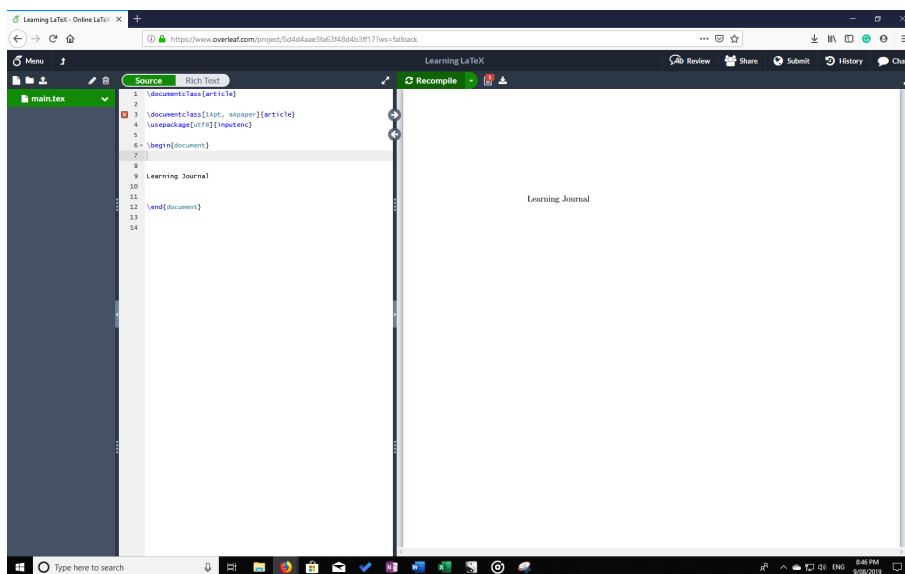 Learning LaTeX - Online LaTeX
https://www.overleaf.com/project/5d4d4aae3fa63f48d4b3ff17?ws=fallback
Menu
Learning LaTeX
Review
Share
Submit
History
Cha
Source
Rich Text
Recompile
main.tex
1 \documentclass{article}
2
3 \documentclass[14pt, a4paper]{article}
4 \usepackage[utf8]{inputenc}
5
6 \begin{document}
7
8
9 Learning Journal
10
11
12 \end{document}
13
14
Learning Journal
Type here to search
ENG
8:46 PM
9/08/2019